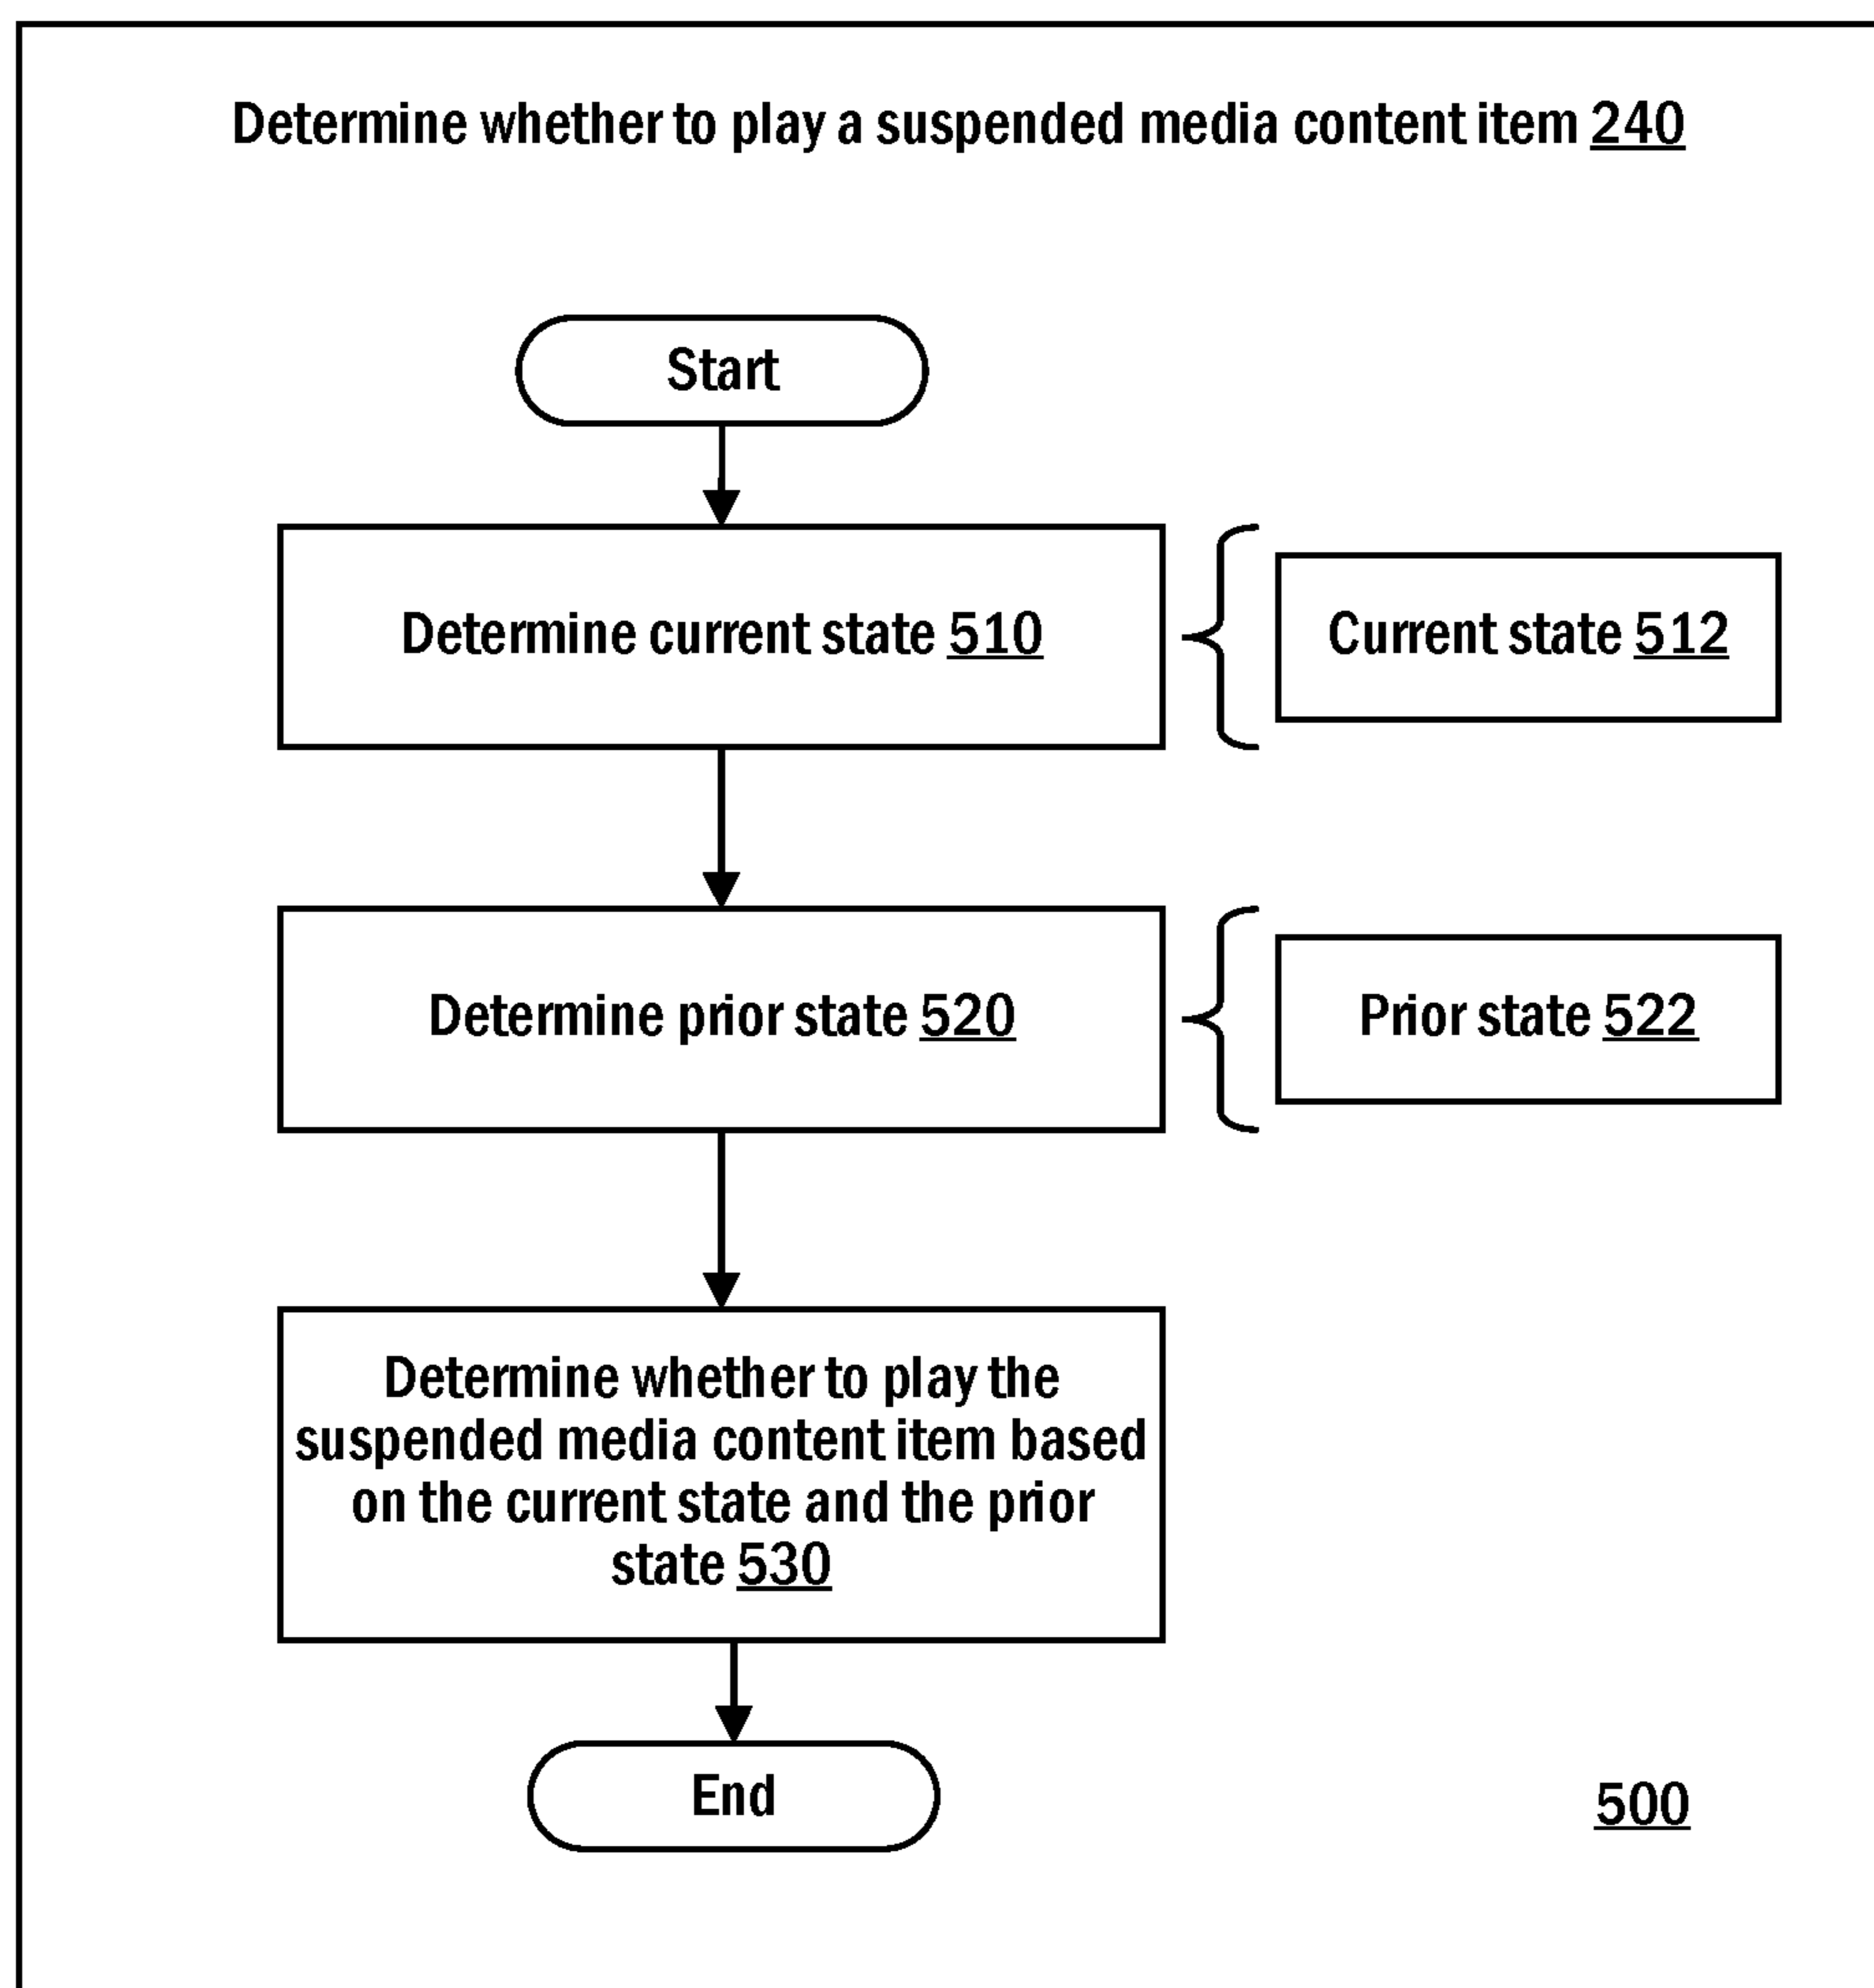 Determine whether to play a suspended media content item 240
Start
Determine current state 510
Current state 512
Determine prior state 520
Prior state 522
Determine whether to play the
suspended media content item based
on the current state and the prior
state 530
End
500